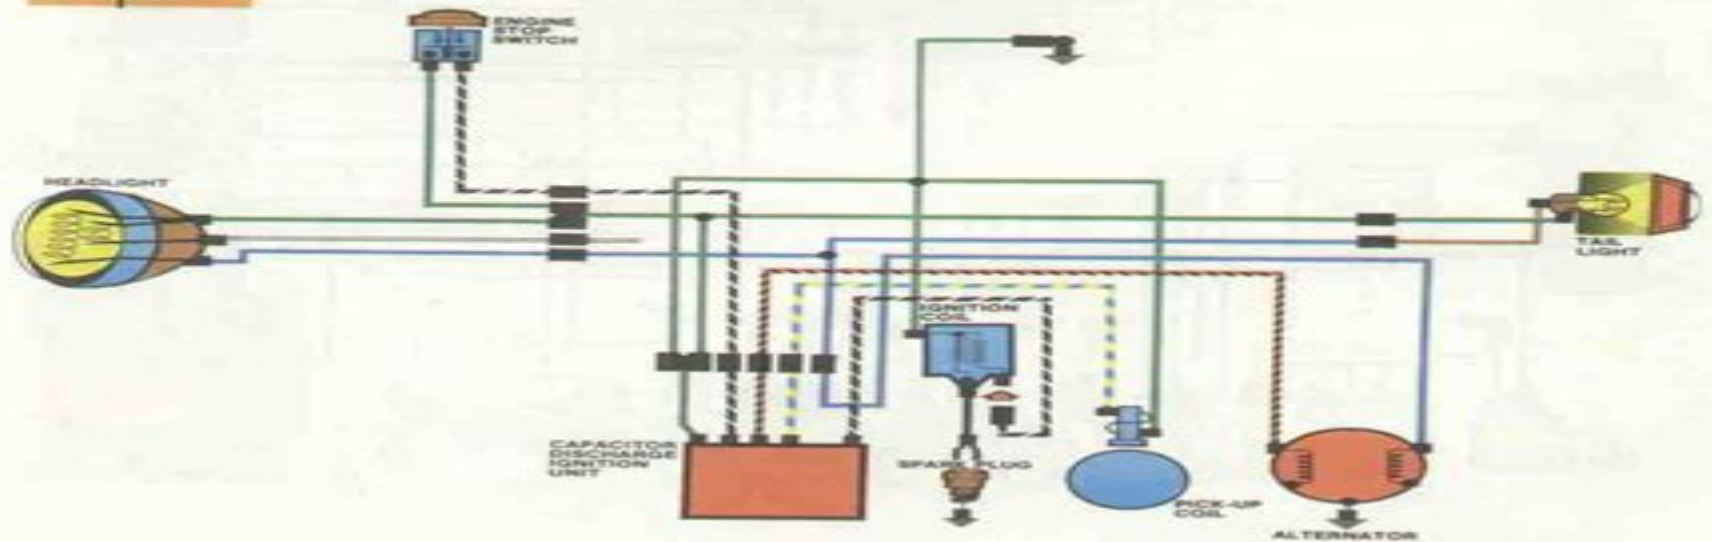 ENGINE
STOP
SWITCH
HEADLIGHT
TAIL
LIGHT
IGNITION
COIL
CAPACITOR
DISCHARGE
IGNITION
UNIT
SPARK PLUG
PICK-UP
COIL
ALTERNATOR